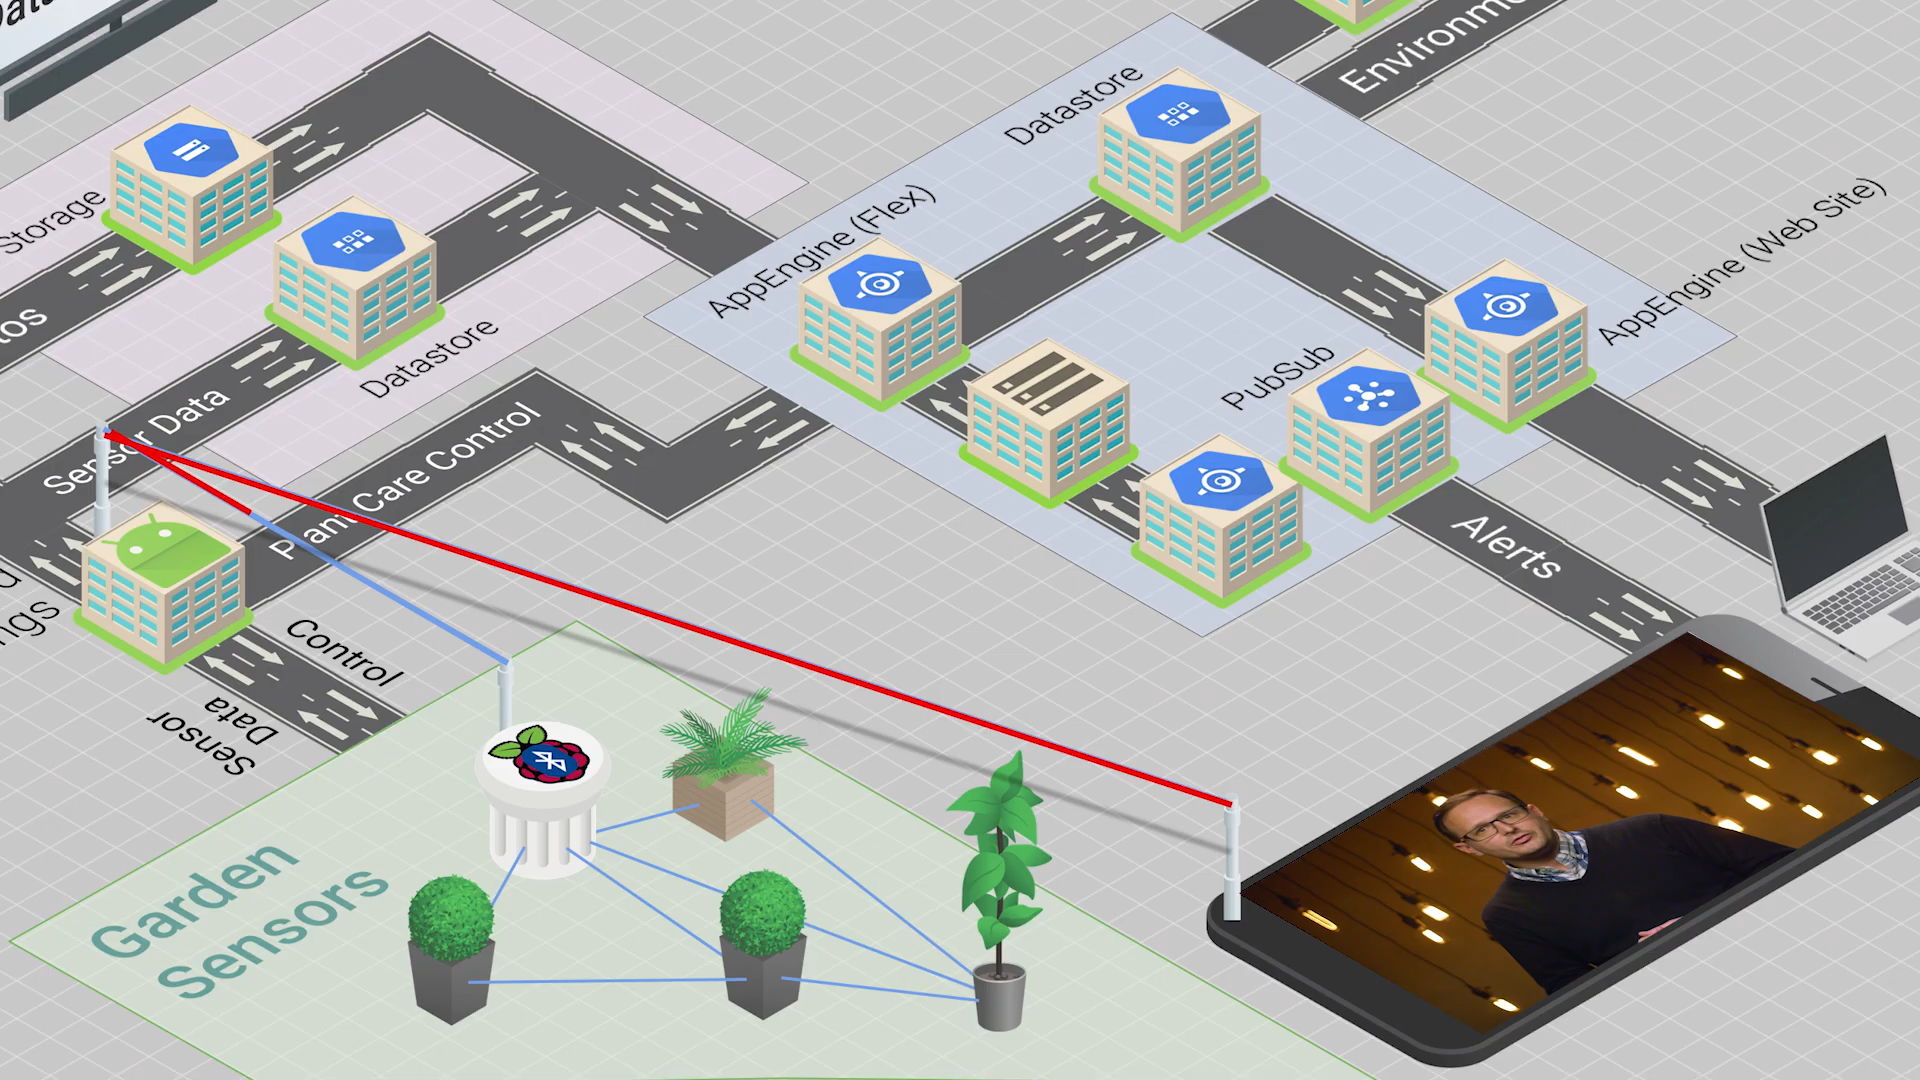 Environm
Datastore
Storage
AppEngine (Flex)
AppEngine (Web Site)
Datastore
PubSub
Sensor Data
Plant Care Control
Alerts
Control
Sensor
Data
Garden
Sensors